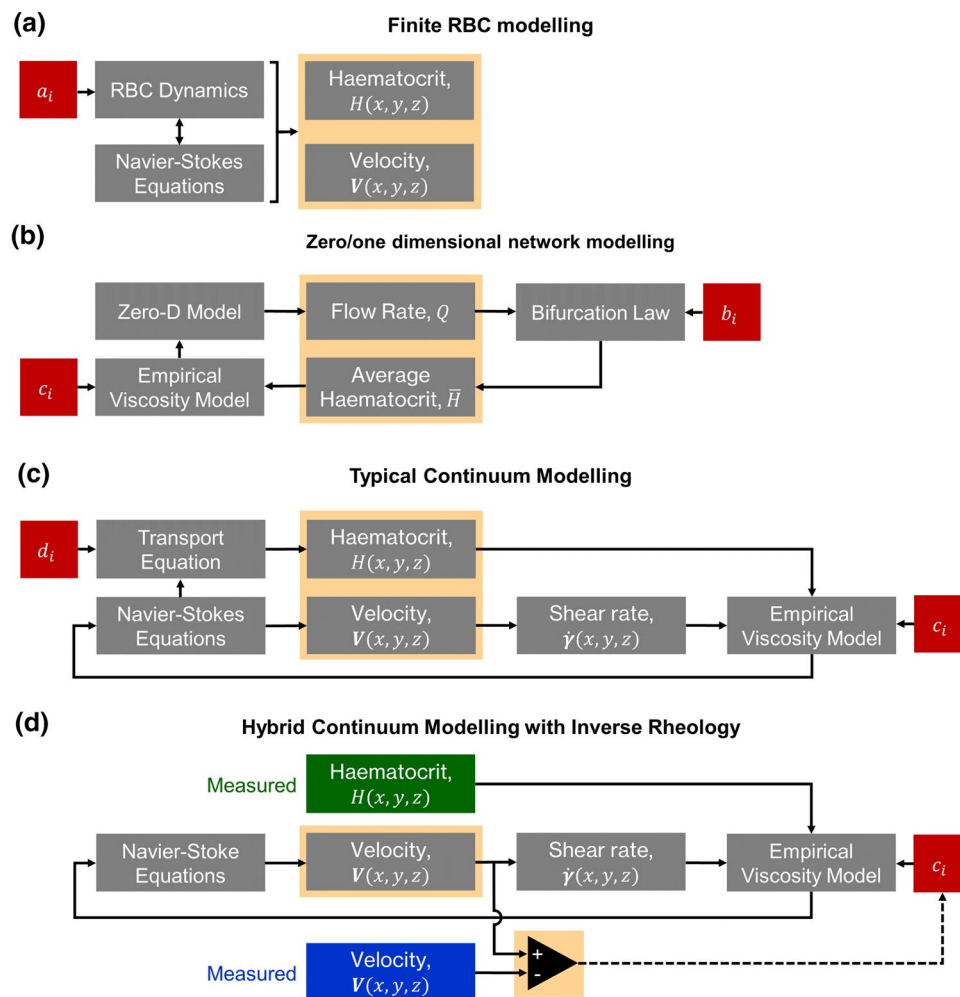 (a)
Finite RBC modelling
a_i
RBC Dynamics
Navier-Stokes
Equations
Haematocrit,
H(x, y, z)
Velocity,
V(x, y, z)
(b)
Zero/one dimensional network modelling
Zero-D Model
Flow Rate, Q
Bifurcation Law
b_i
c_i
Empirical
Viscosity Model
Average
Haematocrit, H̅
(c)
Typical Continuum Modelling
d_i
Transport
Equation
Haematocrit,
H(x, y, z)
Navier-Stokes
Equations
Velocity,
V(x, y, z)
Shear rate,
γ̇(x, y, z)
Empirical
Viscosity Model
c_i
(d)
Hybrid Continuum Modelling with Inverse Rheology
Measured
Haematocrit,
H(x, y, z)
Navier-Stoke
Equations
Velocity,
V(x, y, z)
Shear rate,
γ̇(x, y, z)
Empirical
Viscosity Model
c_i
Measured
Velocity,
V(x, y, z)
+
-